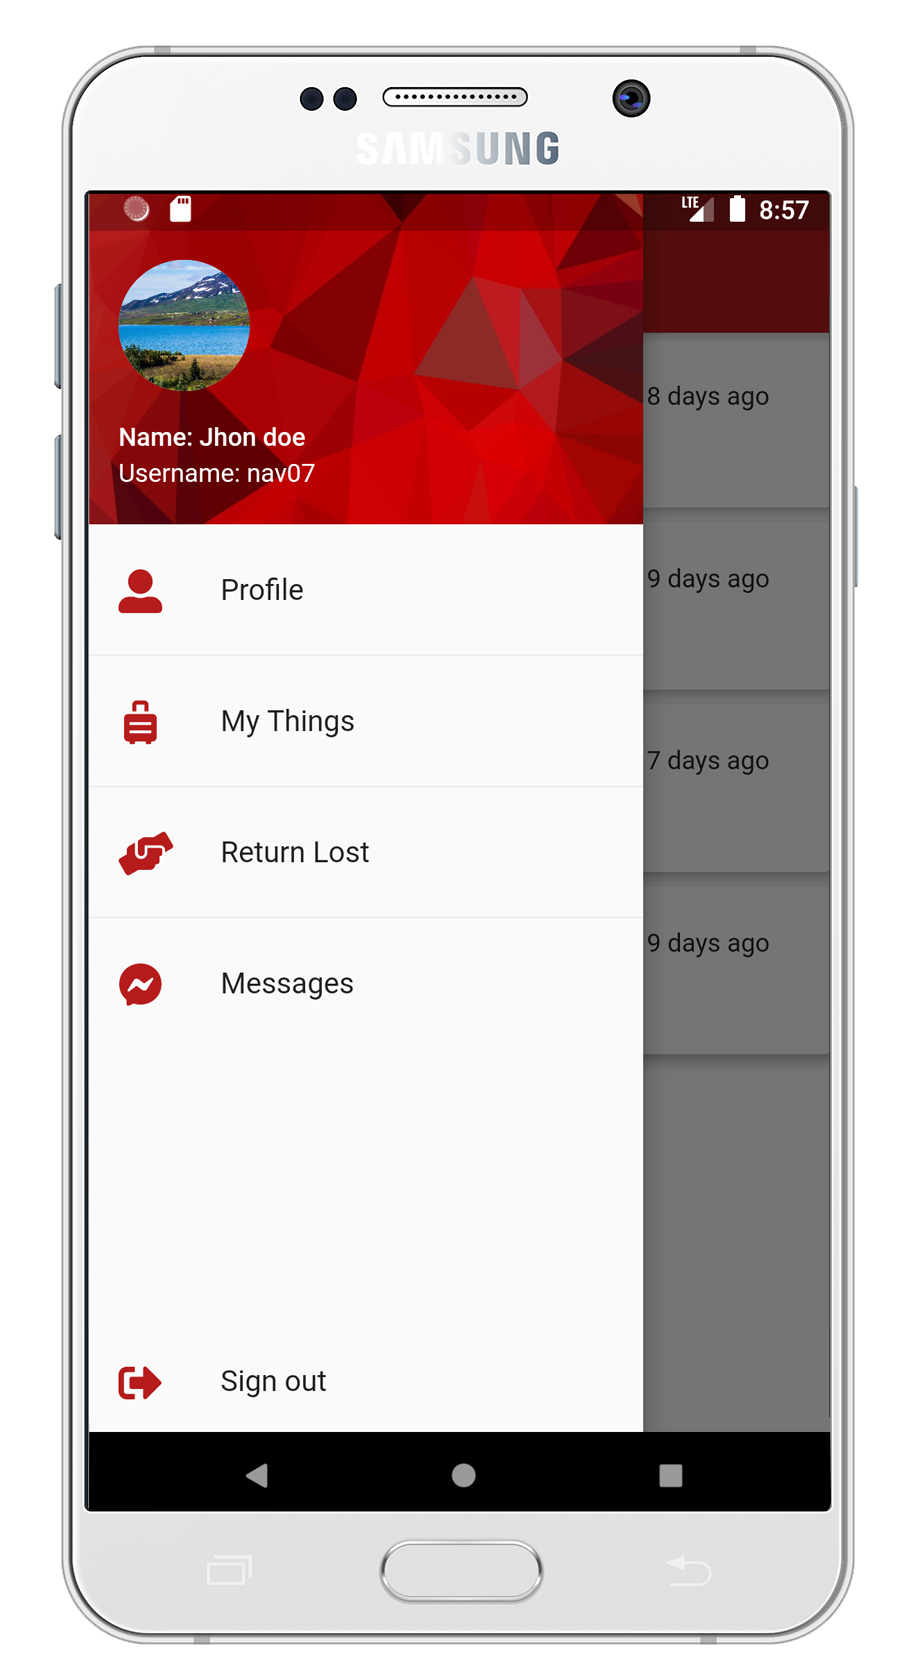 SAMSUNG
LTE 8:57
Name: Jhon doe
Username: nav07
8 days ago
9 days ago
7 days ago
9 days ago
Profile
My Things
Return Lost
Messages
Sign out